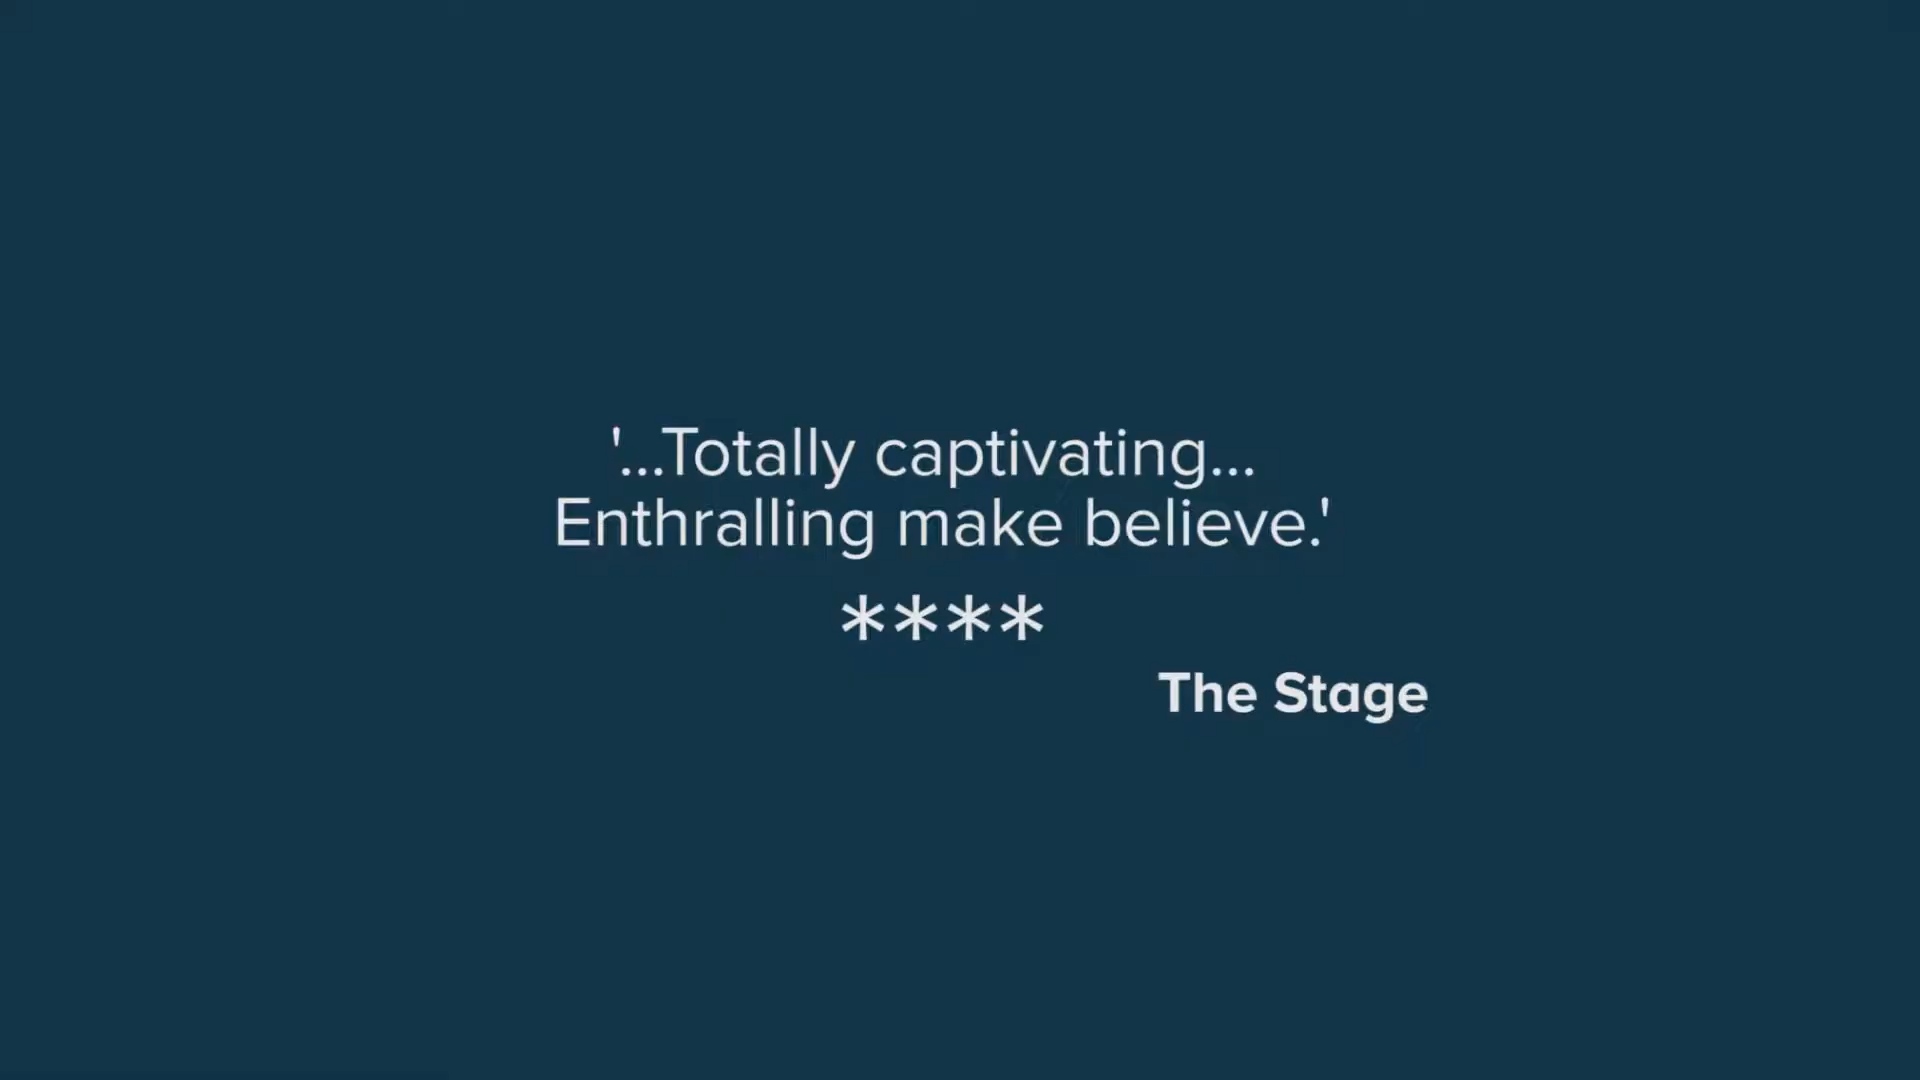 '...Totally captivating...
Enthralling make believe.'
****
The Stage